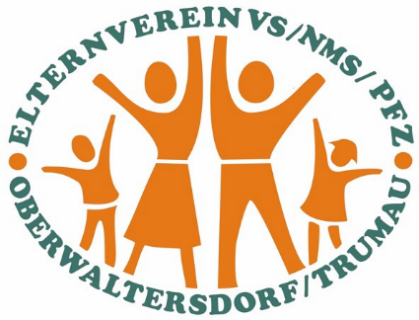 ELTERNVEREIN VS/NMS/PFZ
OBERWALTERSDORF/TRUMAU